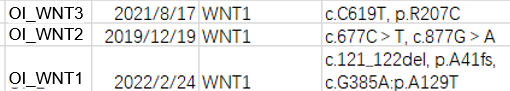 OI_WNT3 2021/8/17 WNT1 c.C619T, p.R207C
OI_WNT2 2019/12/19 WNT1 c.677C > T, c.877G > A
c.121_122del, p.A41fs,
OI_WNT1 2022/2/24 WNT1 c.G385A:p.A129T